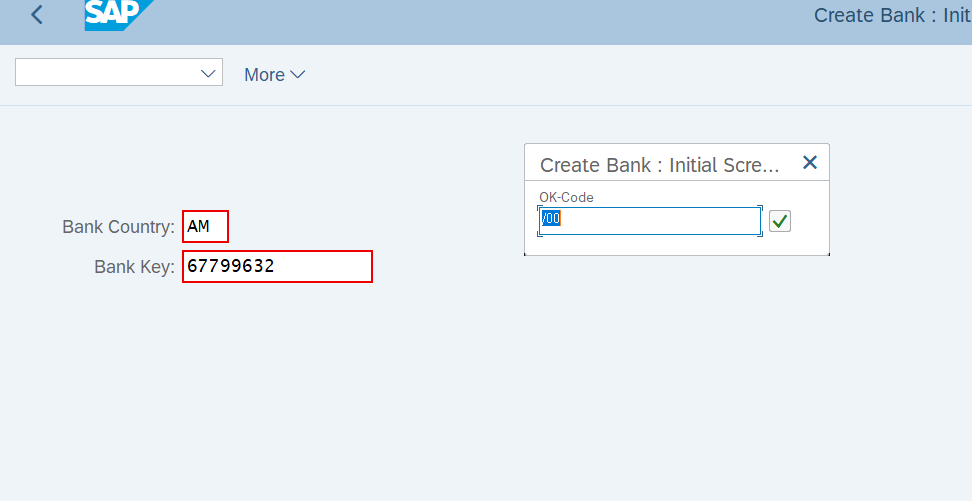 SAP
Create Bank : Init
More
Create Bank : Initial Scre...
OK-Code
/00
Bank Country: AM
Bank Key: 67799632